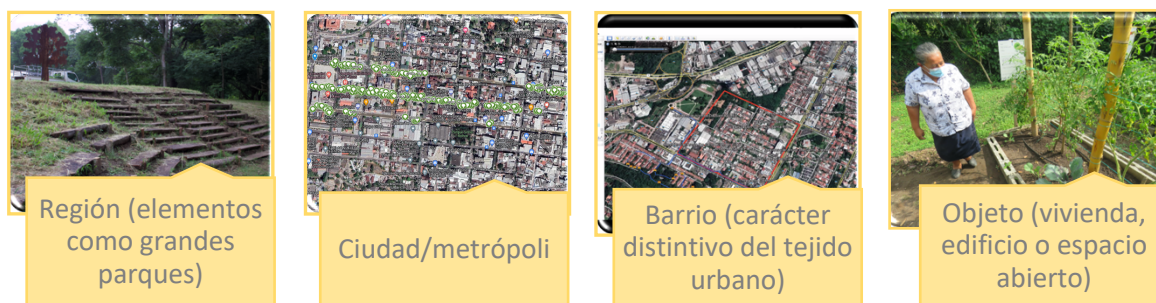 Región (elementos
como grandes
parques)
Ciudad/metrópoli
Barrio (carácter
distintivo del tejido
urbano)
Objeto (vivienda,
edificio o espacio
abierto)